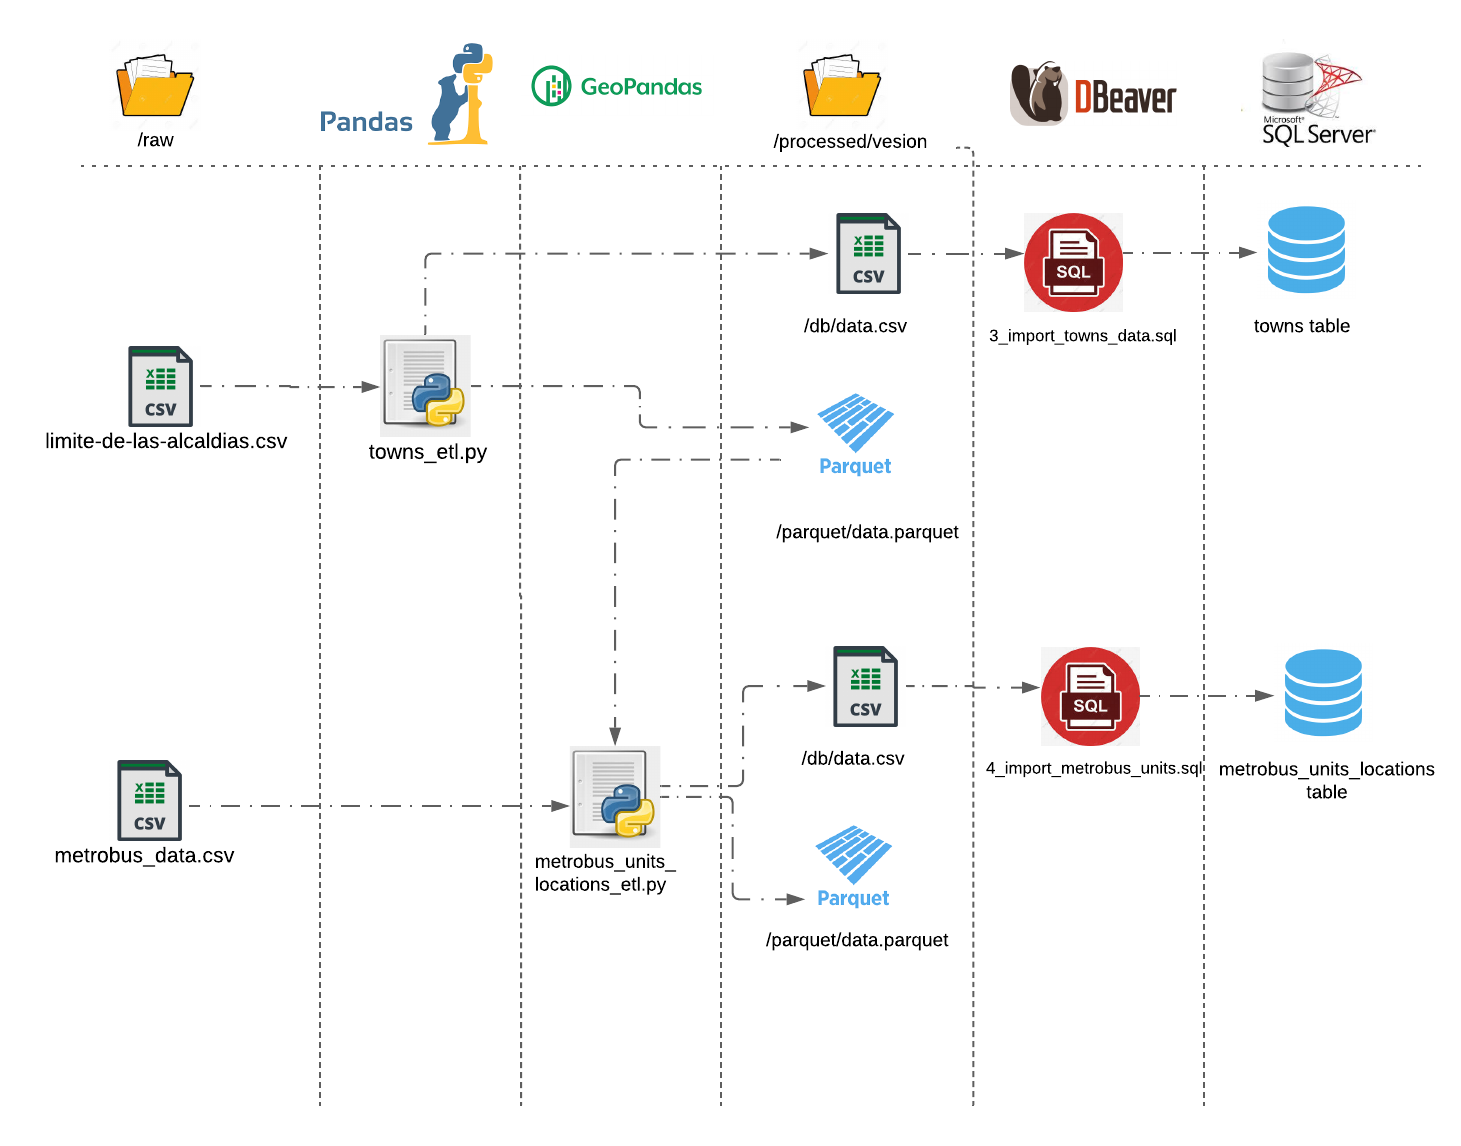 /raw
Pandas
GeoPandas
/processed/vesion
DBeaver
Microsoft®
SQL Server®
X
CSV
/db/data.csv
SQL
3_import_towns_data.sql
towns table
X
CSV
limite-de-las-alcaldias.csv
towns_etl.py
Parquet
/parquet/data.parquet
X
CSV
/db/data.csv
SQL
4_import_metrobus_units.sql
metrobus_units_locations
table
X
CSV
metrobus_data.csv
metrobus_units_
locations_etl.py
Parquet
/parquet/data.parquet